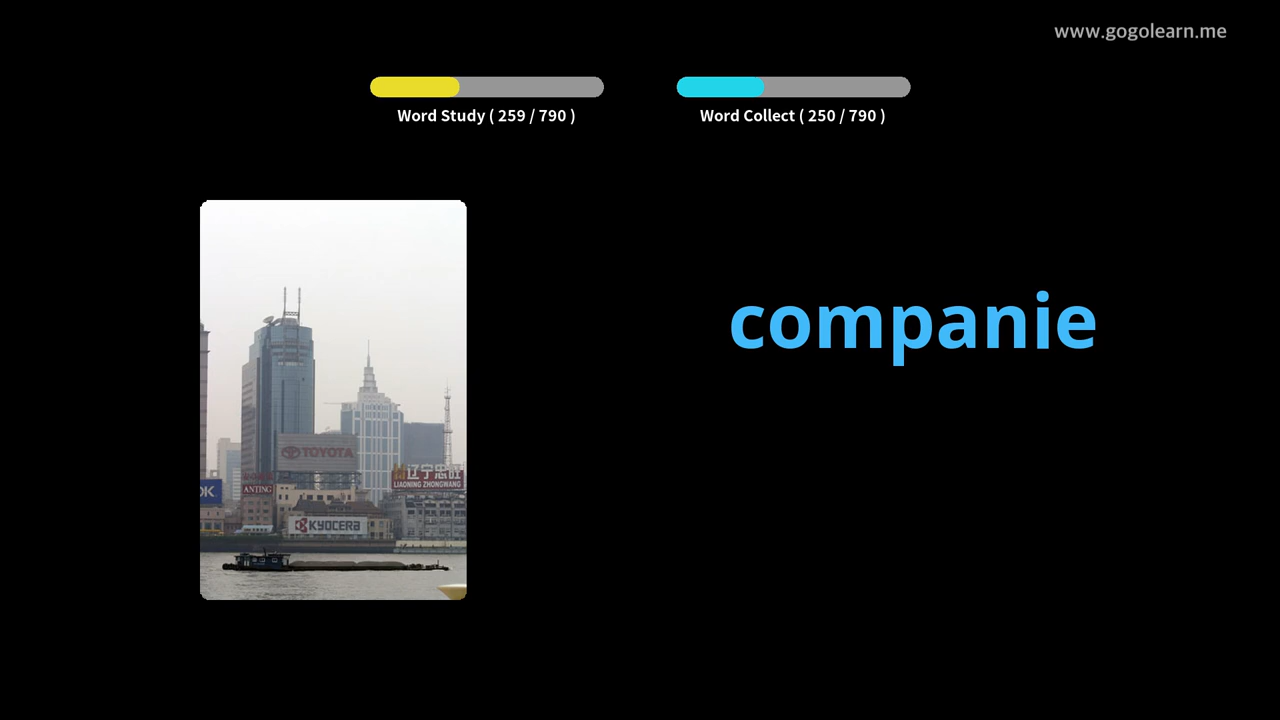 www.gogolearn.me
Word Study ( 259 / 790 )
Word Collect ( 250 / 790 )
companie
TOYOTA
辽宁忠旺
LIAONING ZHONGWANG
OK
ANTING
KYOCERA